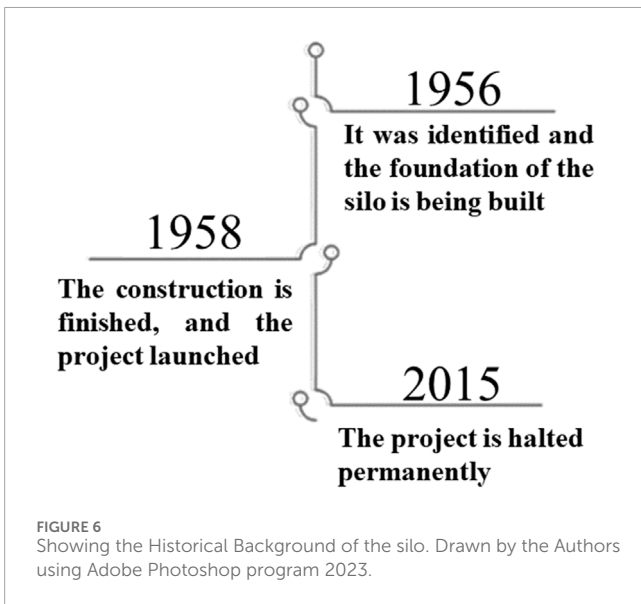 1956
It was identified and
the foundation of the
silo is being built
1958
The construction is
finished, and the
project launched
2015
The project is halted
permanently
FIGURE 6
Showing the Historical Background of the silo. Drawn by the Authors
using Adobe Photoshop program 2023.